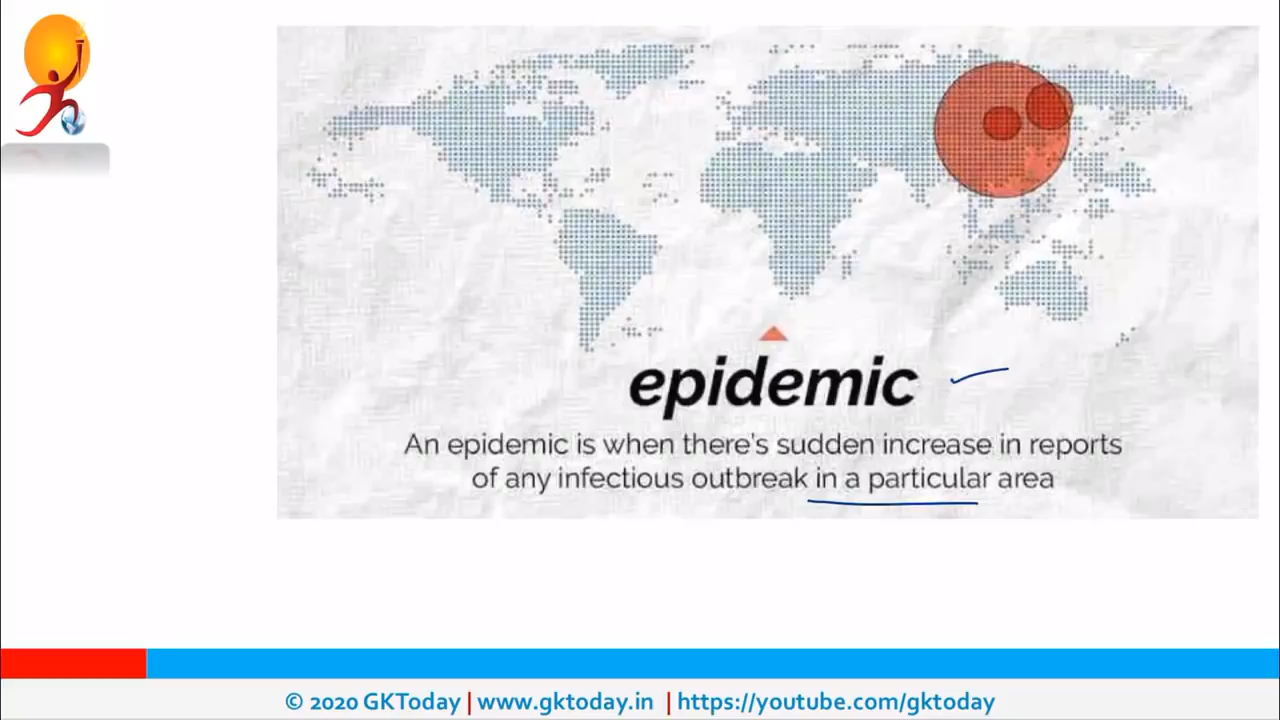 epidemic
An epidemic is when there's sudden increase in reports
of any infectious outbreak in a particular area
© 2020 GKToday | www.gktoday.in | https://youtube.com/gktoday